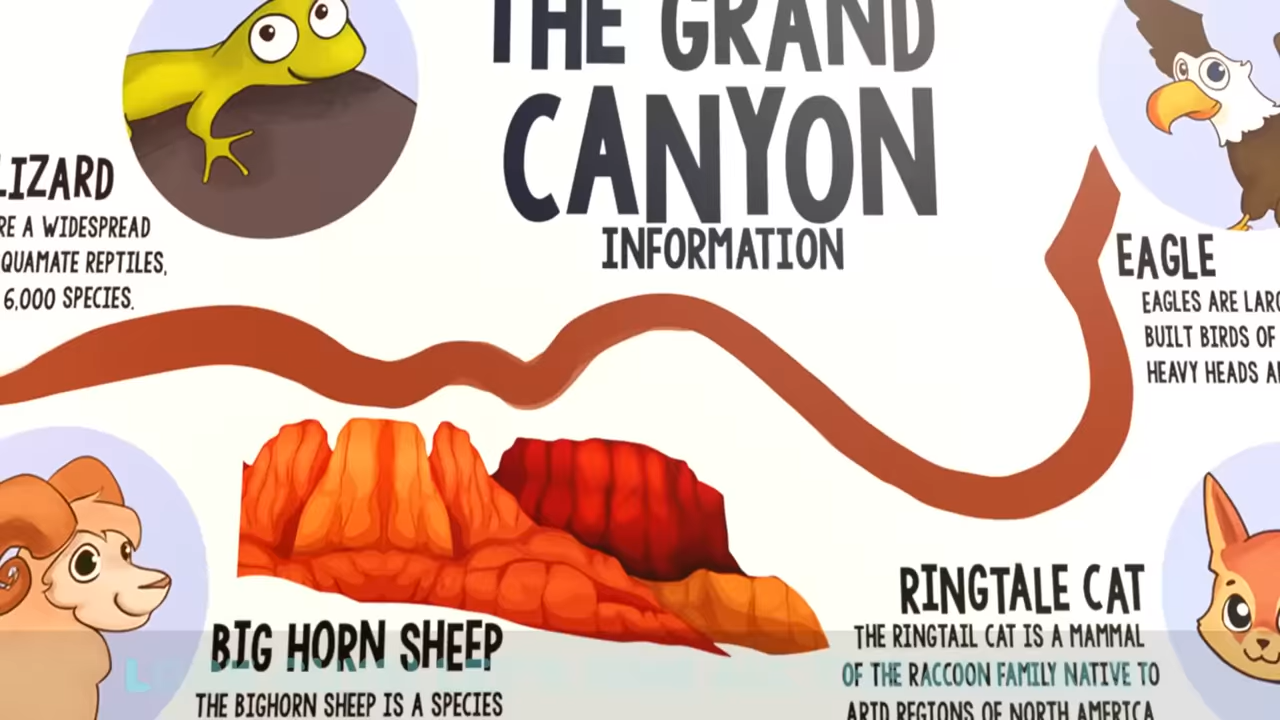 THE GRAND
CANYON
INFORMATION
LIZARD
RE A WIDESPREAD
QUAMATE REPTILES,
6,000 SPECIES.
EAGLE
EAGLES ARE LARG
BUILT BIRDS OF
HEAVY HEADS A
BIG HORN SHEEP
THE BIGHORN SHEEP IS A SPECIES
RINGTALE CAT
THE RINGTAIL CAT IS A MAMMAL
OF THE RACCOON FAMILY NATIVE TO
ARID REGIONS OF NORTH AMERICA.